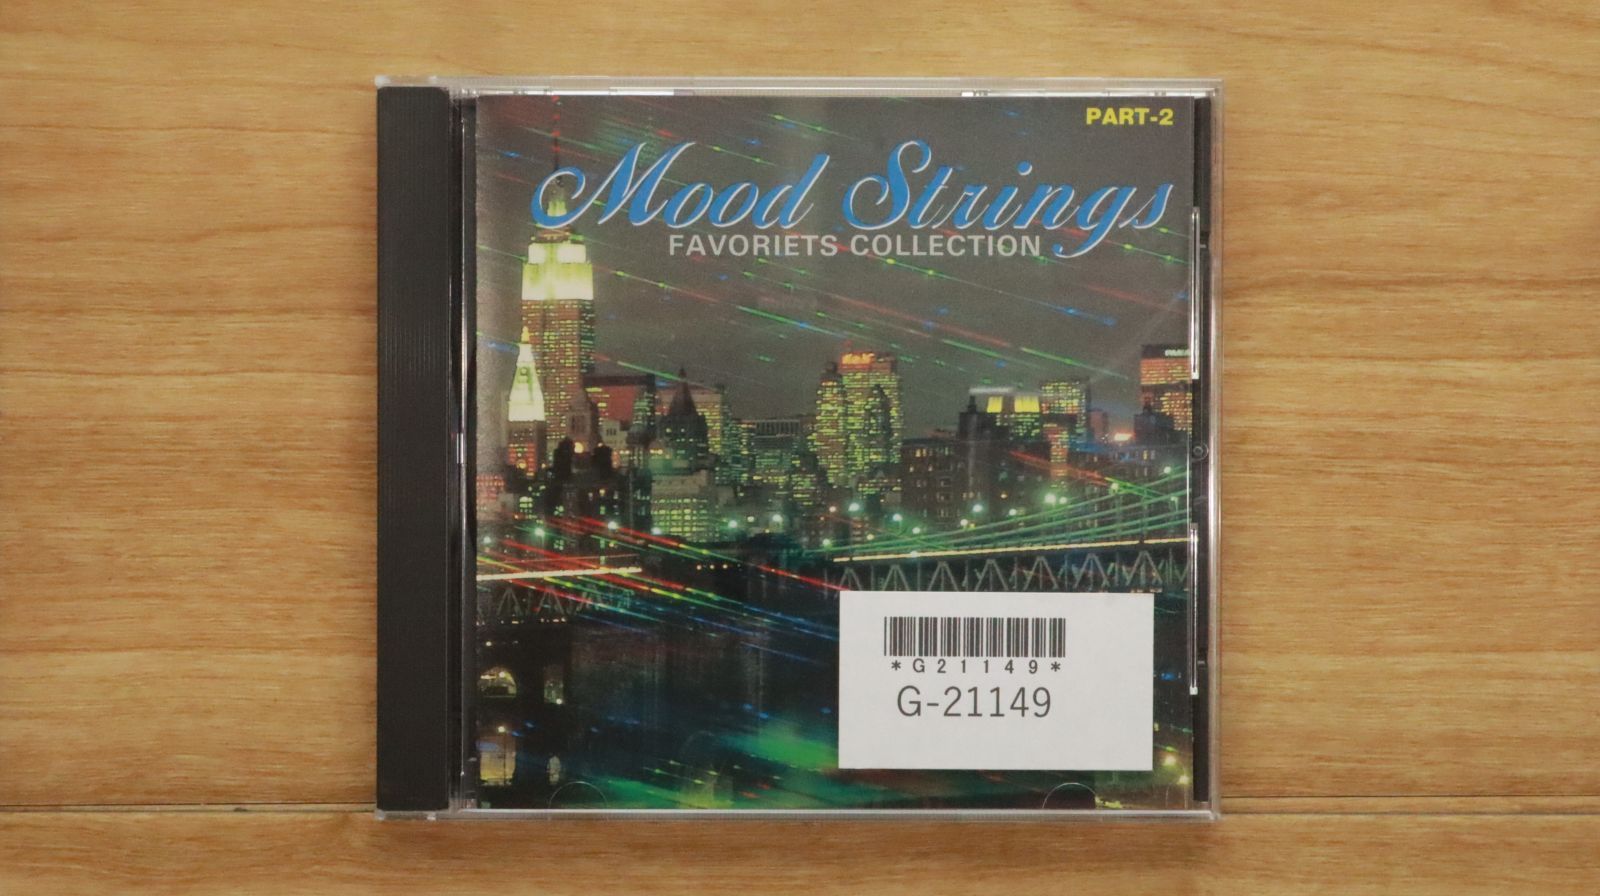 PART-2
Mood Strings
FAVORIETS COLLECTION
*G21149*
G-21149